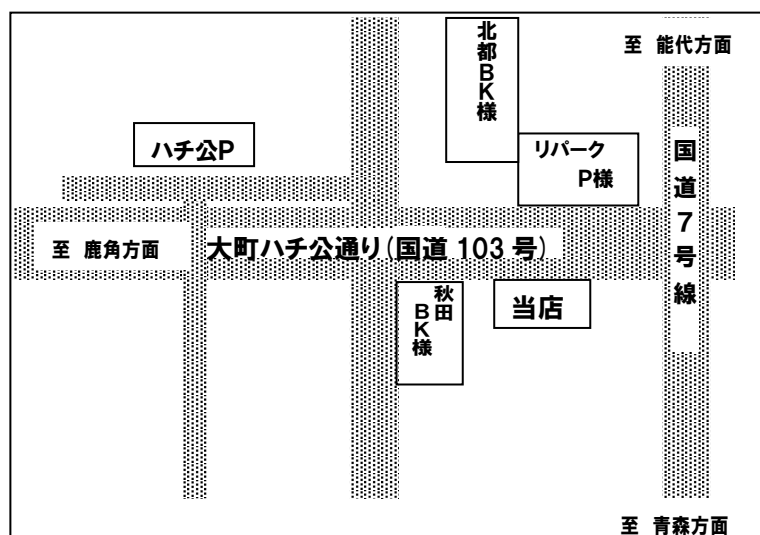 北都BK様
至 能代方面
ハチ公P
リパーク
P様
国道7号線
至 鹿角方面
大町ハチ公通り(国道 103 号)
秋田
BK様
当店
至 青森方面